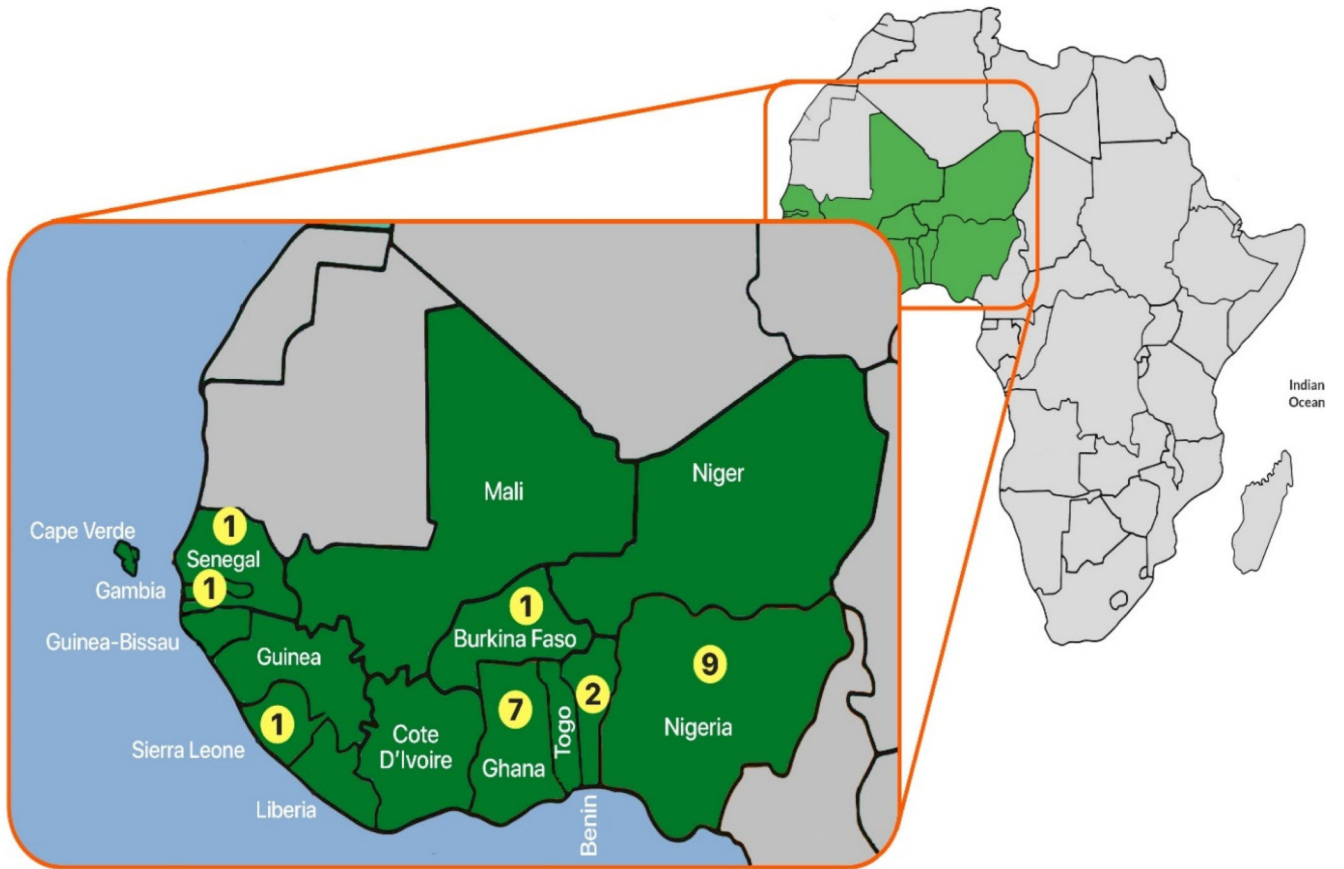 Indian
Ocean
Niger
Mali
1
Cape Verde
Senegal
Gambia
1
1
Guinea-Bissau
Burkina Faso
Guinea
9
2
7
1
Togo
Nigeria
Cote
D'Ivoire
Sierra Leone
Ghana
Liberia
Benin